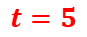 t = 5